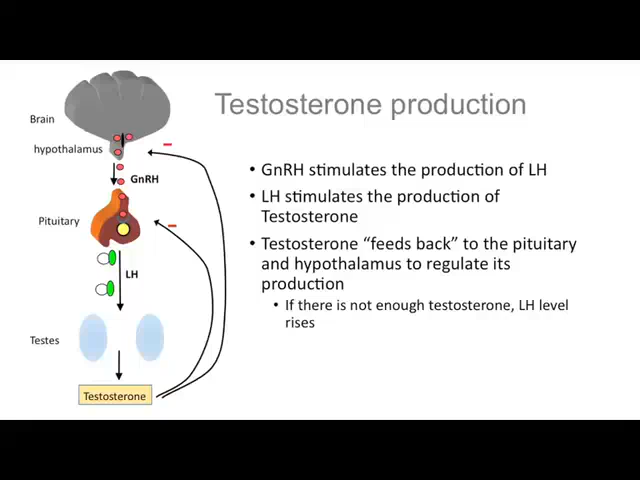 Testosterone production
Brain
hypothalamus
–
GnRH
Pituitary
–
LH
Testes
Testosterone
• GnRH stimulates the production of LH
• LH stimulates the production of
Testosterone
• Testosterone “feeds back” to the pituitary
and hypothalamus to regulate its
production
• If there is not enough testosterone, LH level
rises